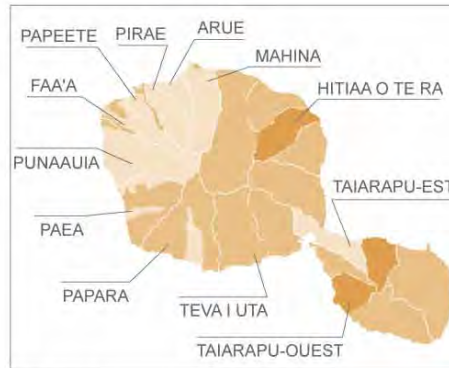 ARUE
PIRAE
PAPEETE
MAHINA
FAA'A
HITIAA O TE RA
PUNAAUIA
TAIARAPU-EST
PAEA
PAPARA
TEVA I UTA
TAIARAPU-OUEST